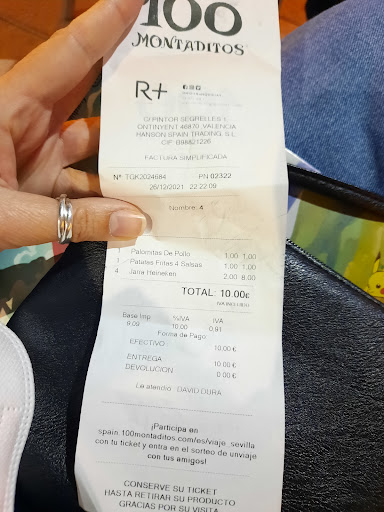 100
MONTADITOS
R+
C/ PINTOR SEGRELLES 1,
ONTINYENT 46870, VALENCIA
RANSON SPAIN TRADING, S.L.
CIF: B98821226
FACTURA SIMPLIFICADA
Nº TGK2024684 P/N 02322
26/12/2021 22:22:09
Nombre: 4
1 Palomitas De Pollo 1.00 1,00
1 Patatas Fritas 4 Salsas 1.00 1,00
4 Jarra Heineken 2.00 8,00
TOTAL: 10.00€
IVA INCLUIDO
Base Imp %IVA IVA
9,09 10.00 0,91
Forma de Pago
EFECTIVO 10.00 €
ENTREGA 10.00 €
DEVOLUCION 0.00 €
Le atendio: DAVID DURA
¡Participa en
spain.100montaditos.com/es/viaje_sevilla
con tu ticket y entra en el sorteo de unviaje
con tus amigos!
CONSERVE SU TICKET
HASTA RETIRAR SU PRODUCTO
GRACIAS POR SU VISITA